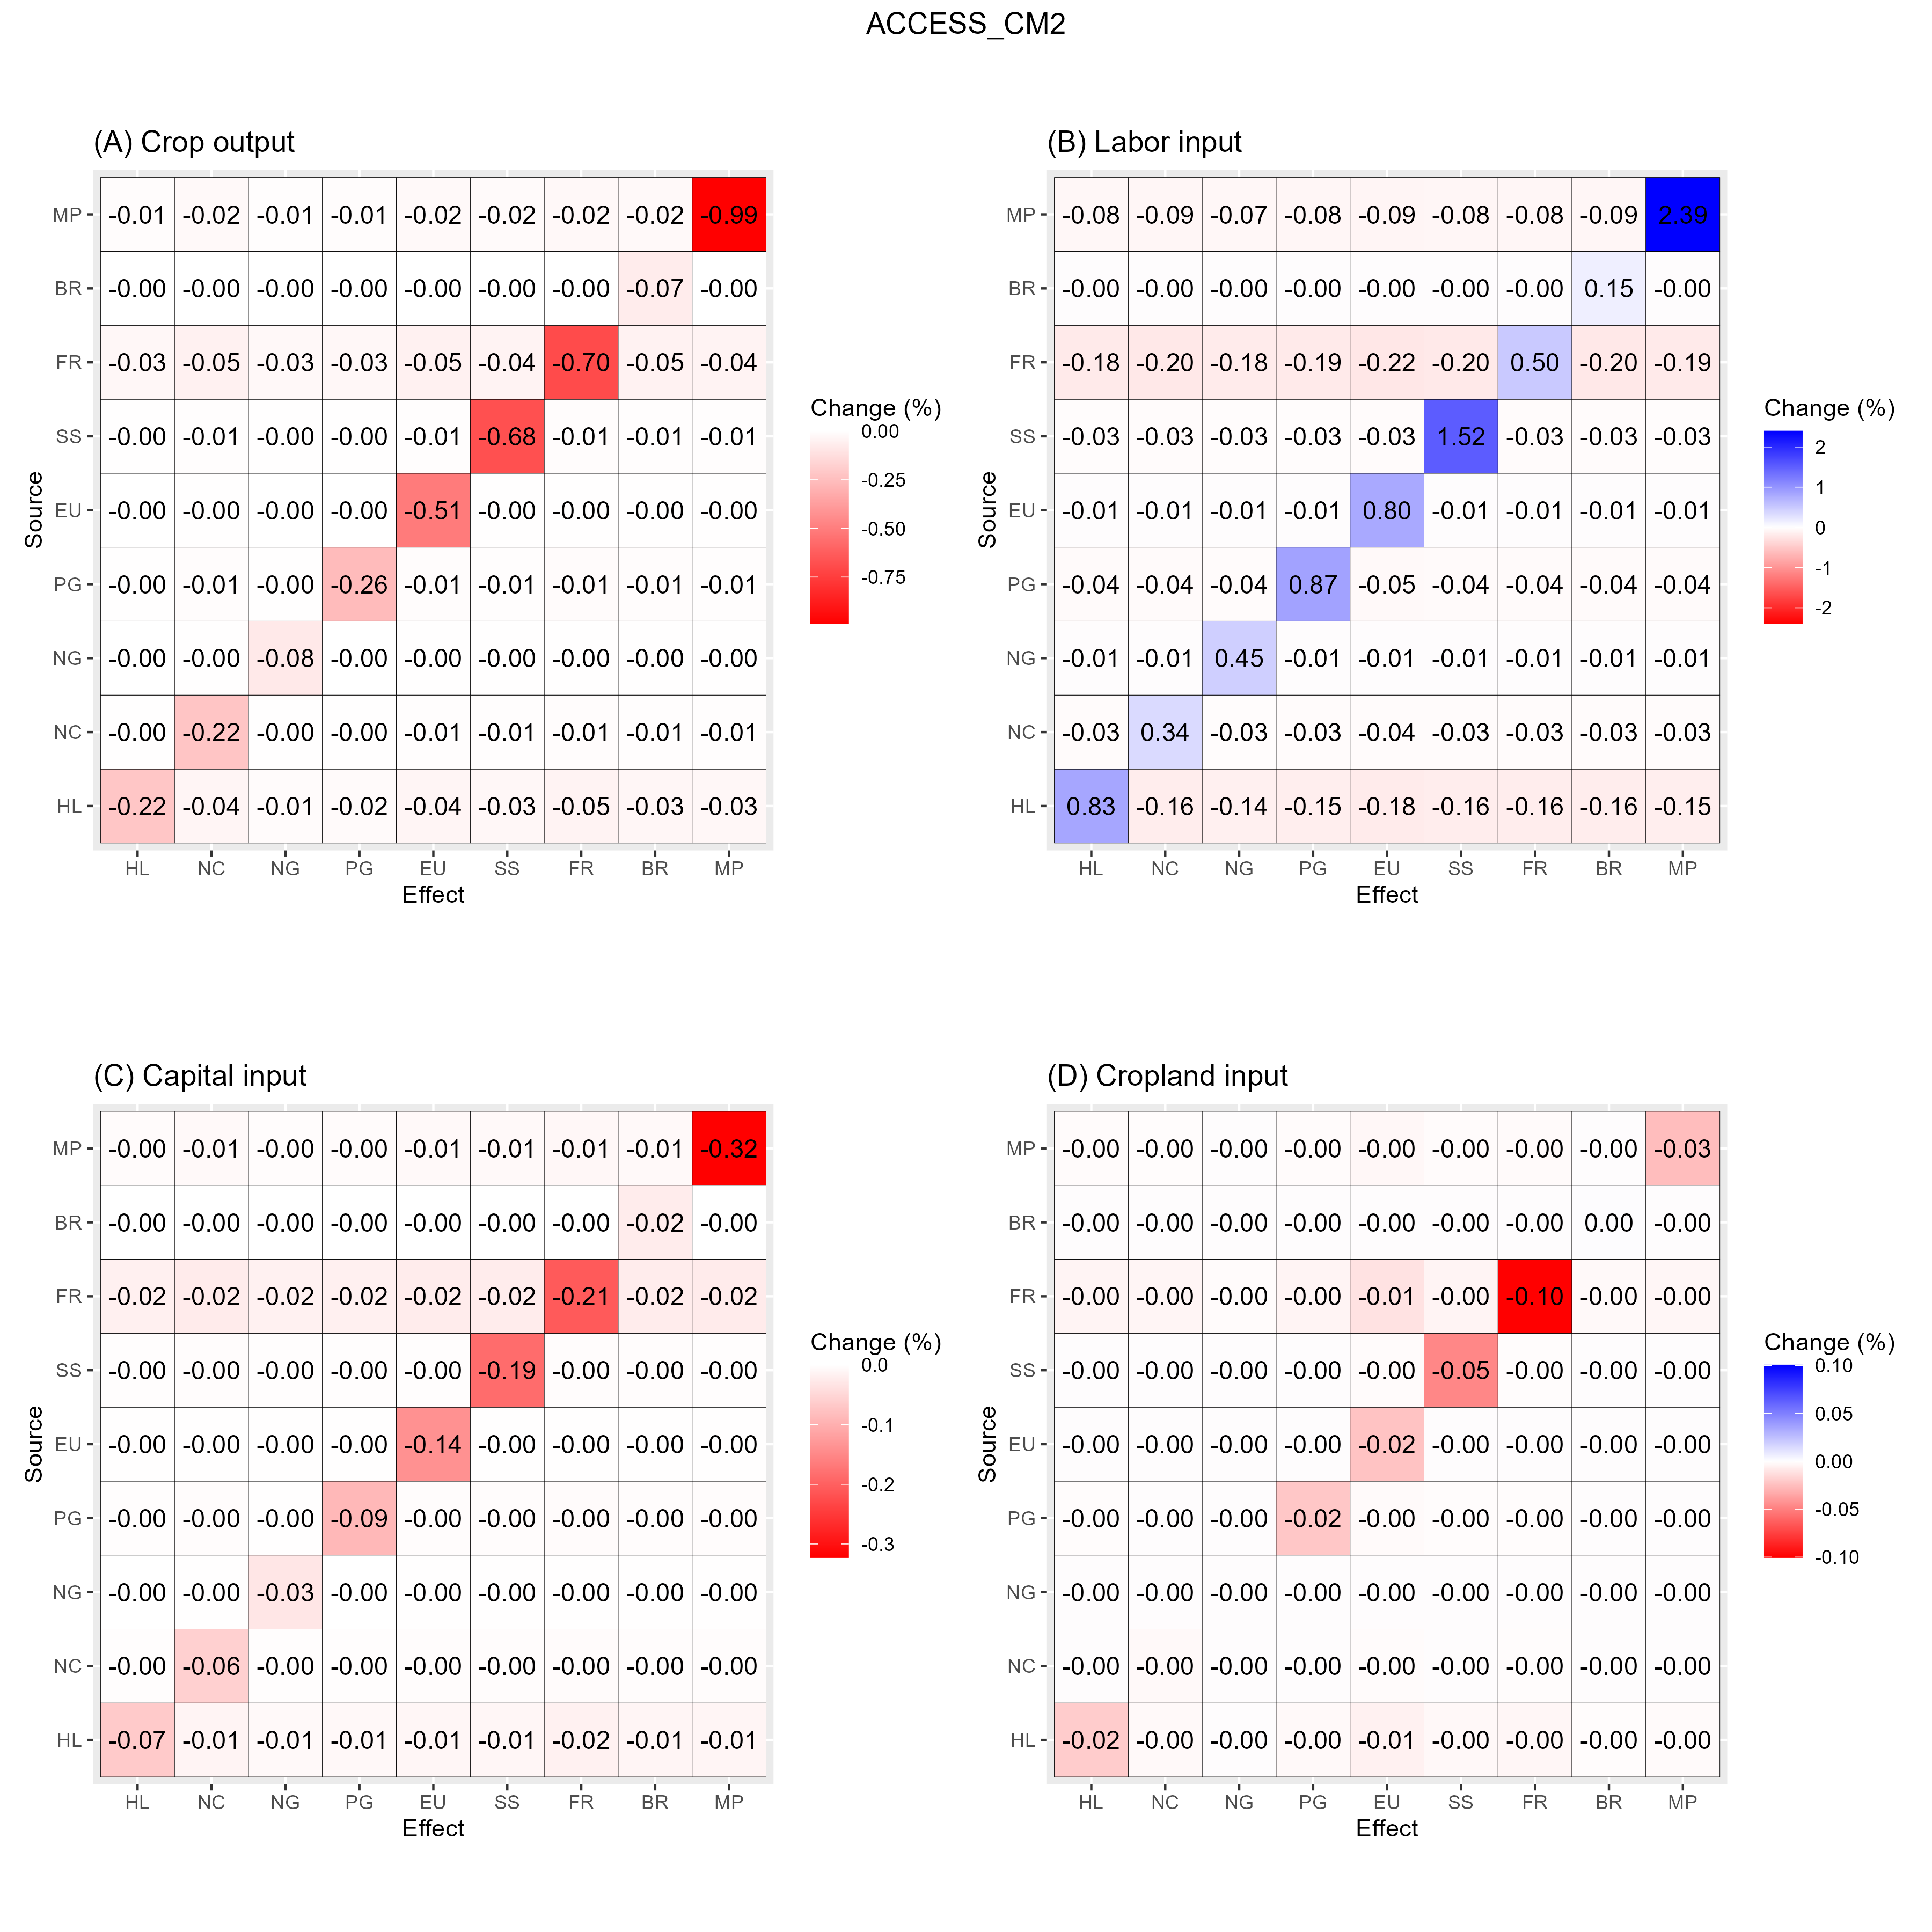 ACCESS_CM2
(A) Crop output
MP -0.01 -0.02 -0.01 -0.01 -0.02 -0.02 -0.02 -0.02 -0.99
BR -0.00 -0.00 -0.00 -0.00 -0.00 -0.00 -0.00 -0.07 -0.00
FR -0.03 -0.05 -0.03 -0.03 -0.05 -0.04 -0.70 -0.05 -0.04
SS -0.00 -0.01 -0.00 -0.00 -0.01 -0.68 -0.01 -0.01 -0.01
EU -0.00 -0.00 -0.00 -0.00 -0.51 -0.00 -0.00 -0.00 -0.00
PG -0.00 -0.01 -0.00 -0.26 -0.01 -0.01 -0.01 -0.01 -0.01
NG -0.00 -0.00 -0.08 -0.00 -0.00 -0.00 -0.00 -0.00 -0.00
NC -0.00 -0.22 -0.00 -0.00 -0.01 -0.01 -0.01 -0.01 -0.01
HL -0.22 -0.04 -0.01 -0.02 -0.04 -0.03 -0.05 -0.03 -0.03
HL NC NG PG EU SS FR BR MP
Effect
Source
Change (%)
0.00
-0.25
-0.50
-0.75
(B) Labor input
MP -0.08 -0.09 -0.07 -0.08 -0.09 -0.08 -0.08 -0.09 2.39
BR -0.00 -0.00 -0.00 -0.00 -0.00 -0.00 -0.00 0.15 -0.00
FR -0.18 -0.20 -0.18 -0.19 -0.22 -0.20 0.50 -0.20 -0.19
SS -0.03 -0.03 -0.03 -0.03 -0.03 1.52 -0.03 -0.03 -0.03
EU -0.01 -0.01 -0.01 -0.01 0.80 -0.01 -0.01 -0.01 -0.01
PG -0.04 -0.04 -0.04 0.87 -0.05 -0.04 -0.04 -0.04 -0.04
NG -0.01 -0.01 0.45 -0.01 -0.01 -0.01 -0.01 -0.01 -0.01
NC -0.03 0.34 -0.03 -0.03 -0.04 -0.03 -0.03 -0.03 -0.03
HL 0.83 -0.16 -0.14 -0.15 -0.18 -0.16 -0.16 -0.16 -0.15
HL NC NG PG EU SS FR BR MP
Effect
Source
Change (%)
2
1
0
-1
-2
(C) Capital input
MP -0.00 -0.01 -0.00 -0.00 -0.01 -0.01 -0.01 -0.01 -0.32
BR -0.00 -0.00 -0.00 -0.00 -0.00 -0.00 -0.00 -0.02 -0.00
FR -0.02 -0.02 -0.02 -0.02 -0.02 -0.02 -0.21 -0.02 -0.02
SS -0.00 -0.00 -0.00 -0.00 -0.00 -0.19 -0.00 -0.00 -0.00
EU -0.00 -0.00 -0.00 -0.00 -0.14 -0.00 -0.00 -0.00 -0.00
PG -0.00 -0.00 -0.00 -0.09 -0.00 -0.00 -0.00 -0.00 -0.00
NG -0.00 -0.00 -0.03 -0.00 -0.00 -0.00 -0.00 -0.00 -0.00
NC -0.00 -0.06 -0.00 -0.00 -0.00 -0.00 -0.00 -0.00 -0.00
HL -0.07 -0.01 -0.01 -0.01 -0.01 -0.01 -0.02 -0.01 -0.01
HL NC NG PG EU SS FR BR MP
Effect
Source
Change (%)
0.0
-0.1
-0.2
-0.3
(D) Cropland input
MP -0.00 -0.00 -0.00 -0.00 -0.00 -0.00 -0.00 -0.00 -0.03
BR -0.00 -0.00 -0.00 -0.00 -0.00 -0.00 -0.00 0.00 -0.00
FR -0.00 -0.00 -0.00 -0.00 -0.01 -0.00 -0.10 -0.00 -0.00
SS -0.00 -0.00 -0.00 -0.00 -0.00 -0.05 -0.00 -0.00 -0.00
EU -0.00 -0.00 -0.00 -0.00 -0.02 -0.00 -0.00 -0.00 -0.00
PG -0.00 -0.00 -0.00 -0.02 -0.00 -0.00 -0.00 -0.00 -0.00
NG -0.00 -0.00 -0.00 -0.00 -0.00 -0.00 -0.00 -0.00 -0.00
NC -0.00 -0.00 -0.00 -0.00 -0.00 -0.00 -0.00 -0.00 -0.00
HL -0.02 -0.00 -0.00 -0.00 -0.01 -0.00 -0.00 -0.00 -0.00
HL NC NG PG EU SS FR BR MP
Effect
Source
Change (%)
0.10
0.05
0.00
-0.05
-0.10